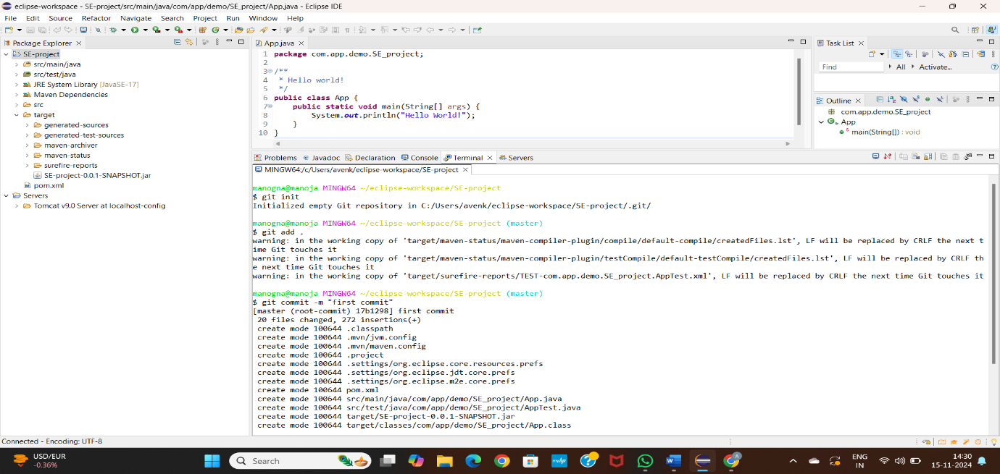 eclipse-workspace - SE-project/src/main/java/com/app/demo/SE_project/App.java - Eclipse IDE
File Edit Source Refactor Navigate Search Project Run Window Help
Package Explorer
SE-project
src/main/java
src/test/java
JRE System Library [JavaSE-17]
Maven Dependencies
src
target
generated-sources
generated-test-sources
maven-archiver
maven-status
surefire-reports
SE-project-0.0.1-SNAPSHOT.jar
pom.xml
Servers
Tomcat v9.0 Server at localhost-config
App.java
1 package com.app.demo.SE_project;
2
3 /**
4 * Hello world!
5 */
6 public class App {
7 public static void main(String[] args) {
8 System.out.println("Hello World!");
9 }
10 }
Task List
Find All Activate...
Outline
com.app.demo.SE_project
App
main(String[]) : void
Problems Javadoc Declaration Console Terminal Servers
MINGW64:/c/Users/avenk/eclipse-workspace/SE-project
manogna@manoja MINGW64 ~/eclipse-workspace/SE-project
$ git init
Initialized empty Git repository in C:/Users/avenk/eclipse-workspace/SE-project/.git/
manogna@manoja MINGW64 ~/eclipse-workspace/SE-project (master)
$ git add .
warning: in the working copy of 'target/maven-status/maven-compiler-plugin/compile/default-compile/createdFiles.lst', LF will be replaced by CRLF the next t
ime Git touches it
warning: in the working copy of 'target/maven-status/maven-compiler-plugin/testCompile/default-testCompile/createdFiles.lst', LF will be replaced by CRLF th
e next time Git touches it
warning: in the working copy of 'target/surefire-reports/TEST-com.app.demo.SE_project.AppTest.xml', LF will be replaced by CRLF the next time Git touches it
manogna@manoja MINGW64 ~/eclipse-workspace/SE-project (master)
$ git commit -m "first commit"
[master (root-commit) 17b1298] first commit
20 files changed, 272 insertions(+)
create mode 100644 .classpath
create mode 100644 .mvn/jvm.config
create mode 100644 .mvn/maven.config
create mode 100644 .project
create mode 100644 .settings/org.eclipse.core.resources.prefs
create mode 100644 .settings/org.eclipse.jdt.core.prefs
create mode 100644 .settings/org.eclipse.m2e.core.prefs
create mode 100644 pom.xml
create mode 100644 src/main/java/com/app/demo/SE_project/App.java
create mode 100644 src/test/java/com/app/demo/SE_project/AppTest.java
create mode 100644 target/SE-project-0.0.1-SNAPSHOT.jar
create mode 100644 target/classes/com/app/demo/SE_project/App.class
Connected - Encoding: UTF-8
USD/EUR
-0.36%
Search
ENG
IN
14:30
15-11-2024